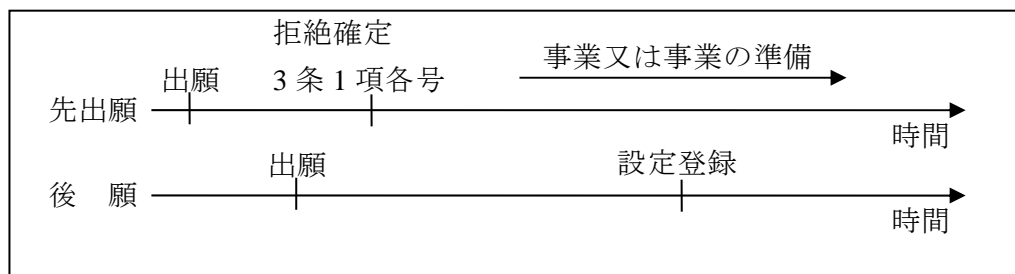 拒絶確定
事業又は事業の準備
出願 3条1項各号
先出願
時間
出願 設定登録
後 願
時間